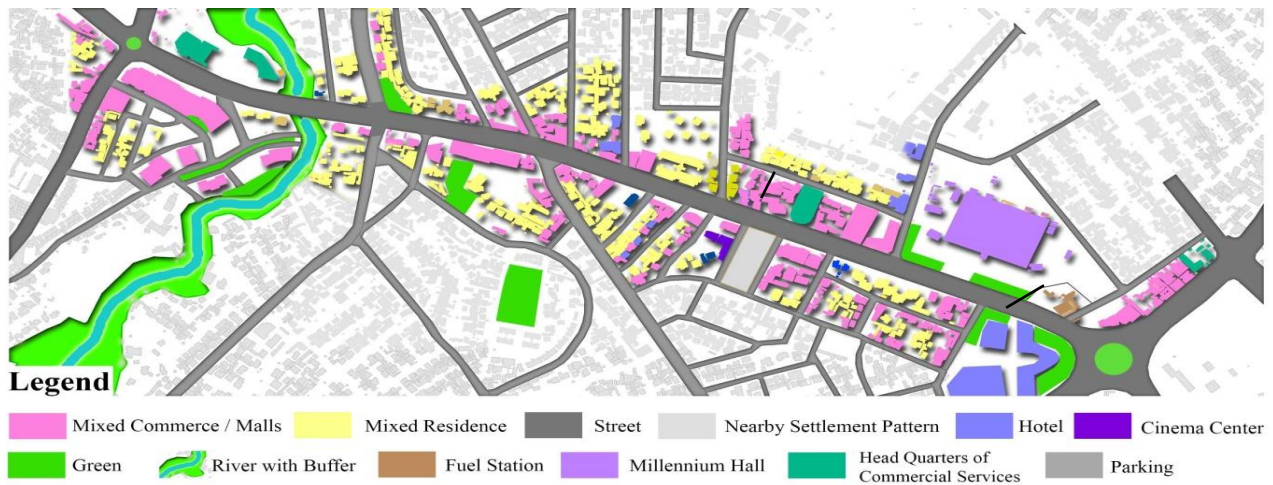 Legend
Mixed Commerce / Malls
Mixed Residence
Street
Nearby Settlement Pattern
Hotel
Cinema Center
Green
River with Buffer
Fuel Station
Millennium Hall
Head Quarters of
Commercial Services
Parking